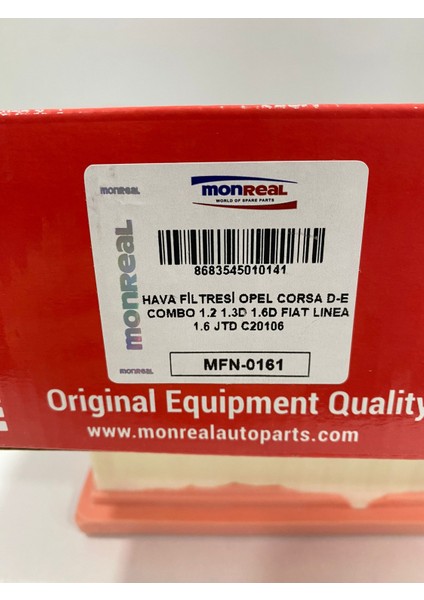 monReaL
WORLD OF SPARE PARTS
monReaL
monReaL
8683545010141
HAVA FİLTRESİ OPEL CORSA D-E
COMBO 1.2 1.3D 1.6D FIAT LINEA
1.6 JTD C20106
MFN-0161
monReaL
Original Equipment Quality
www.monrealautoparts.com